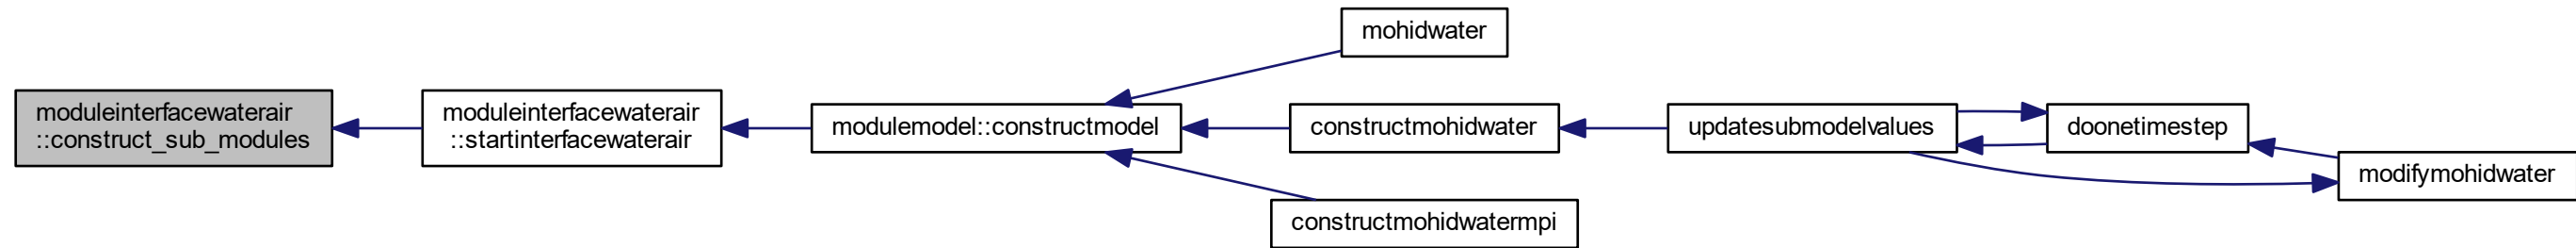 moduleinterfacewaterair
::construct_sub_modules
moduleinterfacewaterair
::startinterfacewaterair
modulemodel::constructmodel
mohidwater
constructmohidwater
constructmohidwatermpi
updatesubmodelvalues
doonetimestep
modifymohidwater